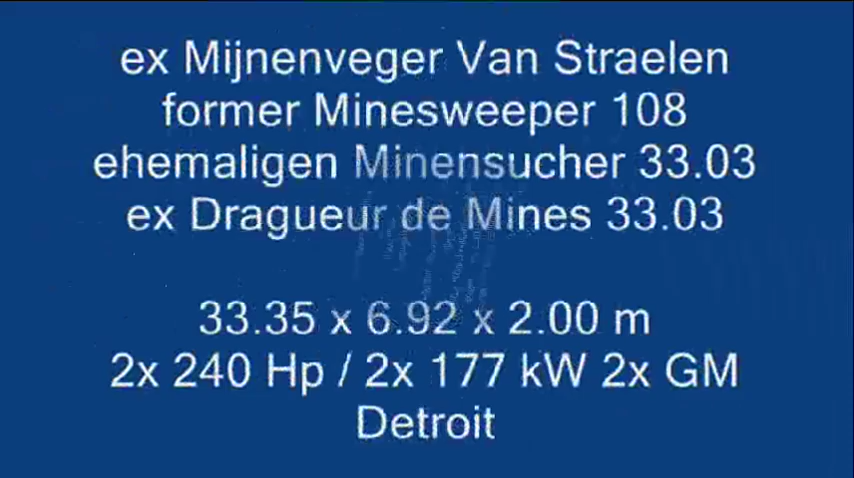 ex Mijnenveger Van Straelen
former Minesweeper 108
ehemaligen Minensucher 33.03
ex Dragueur de Mines 33.03
33.35 x 6.92 x 2.00 m
2x 240 Hp / 2x 177 kW 2x GM
Detroit